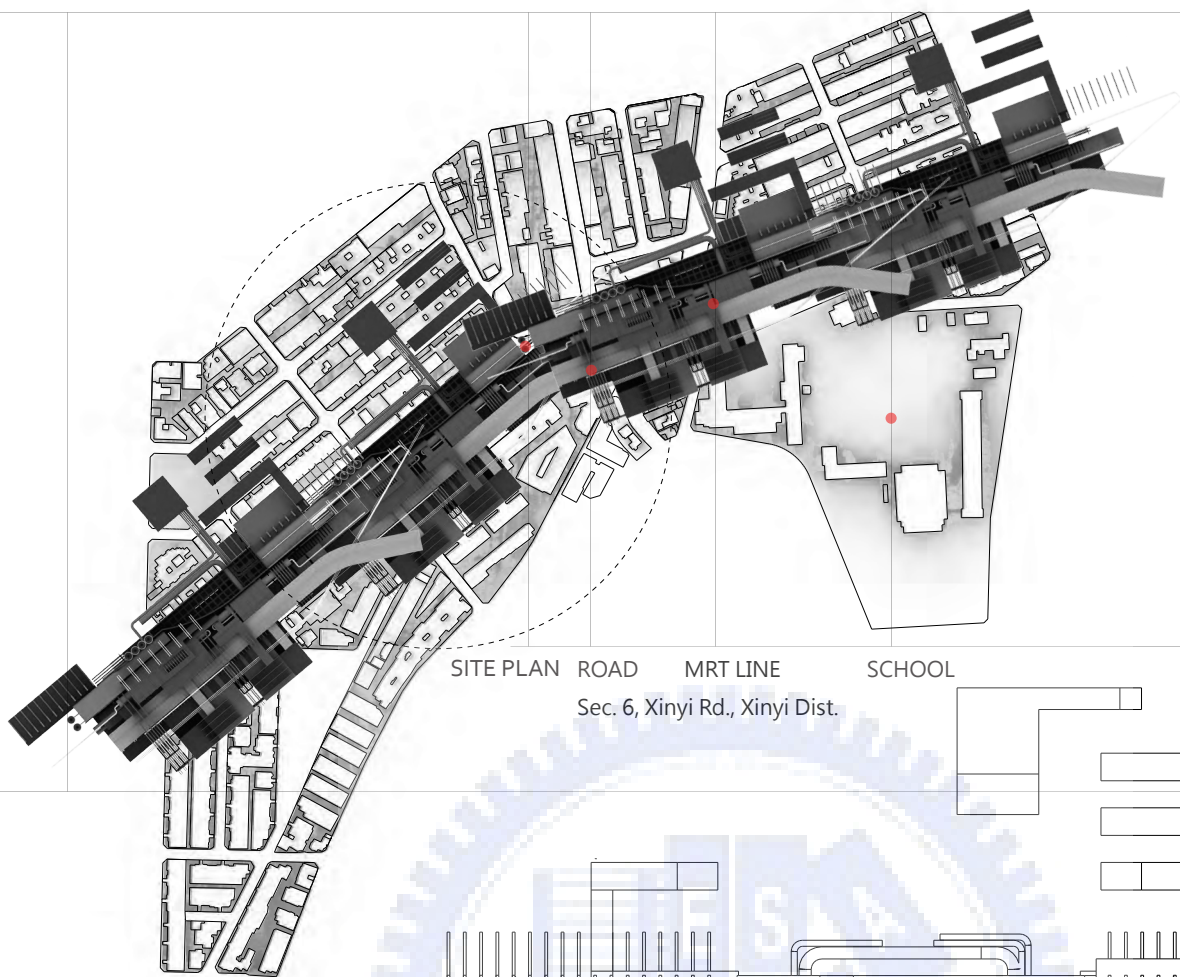 SITE PLAN ROAD MRT LINE SCHOOL
Sec. 6, Xinyi Rd., Xinyi Dist.